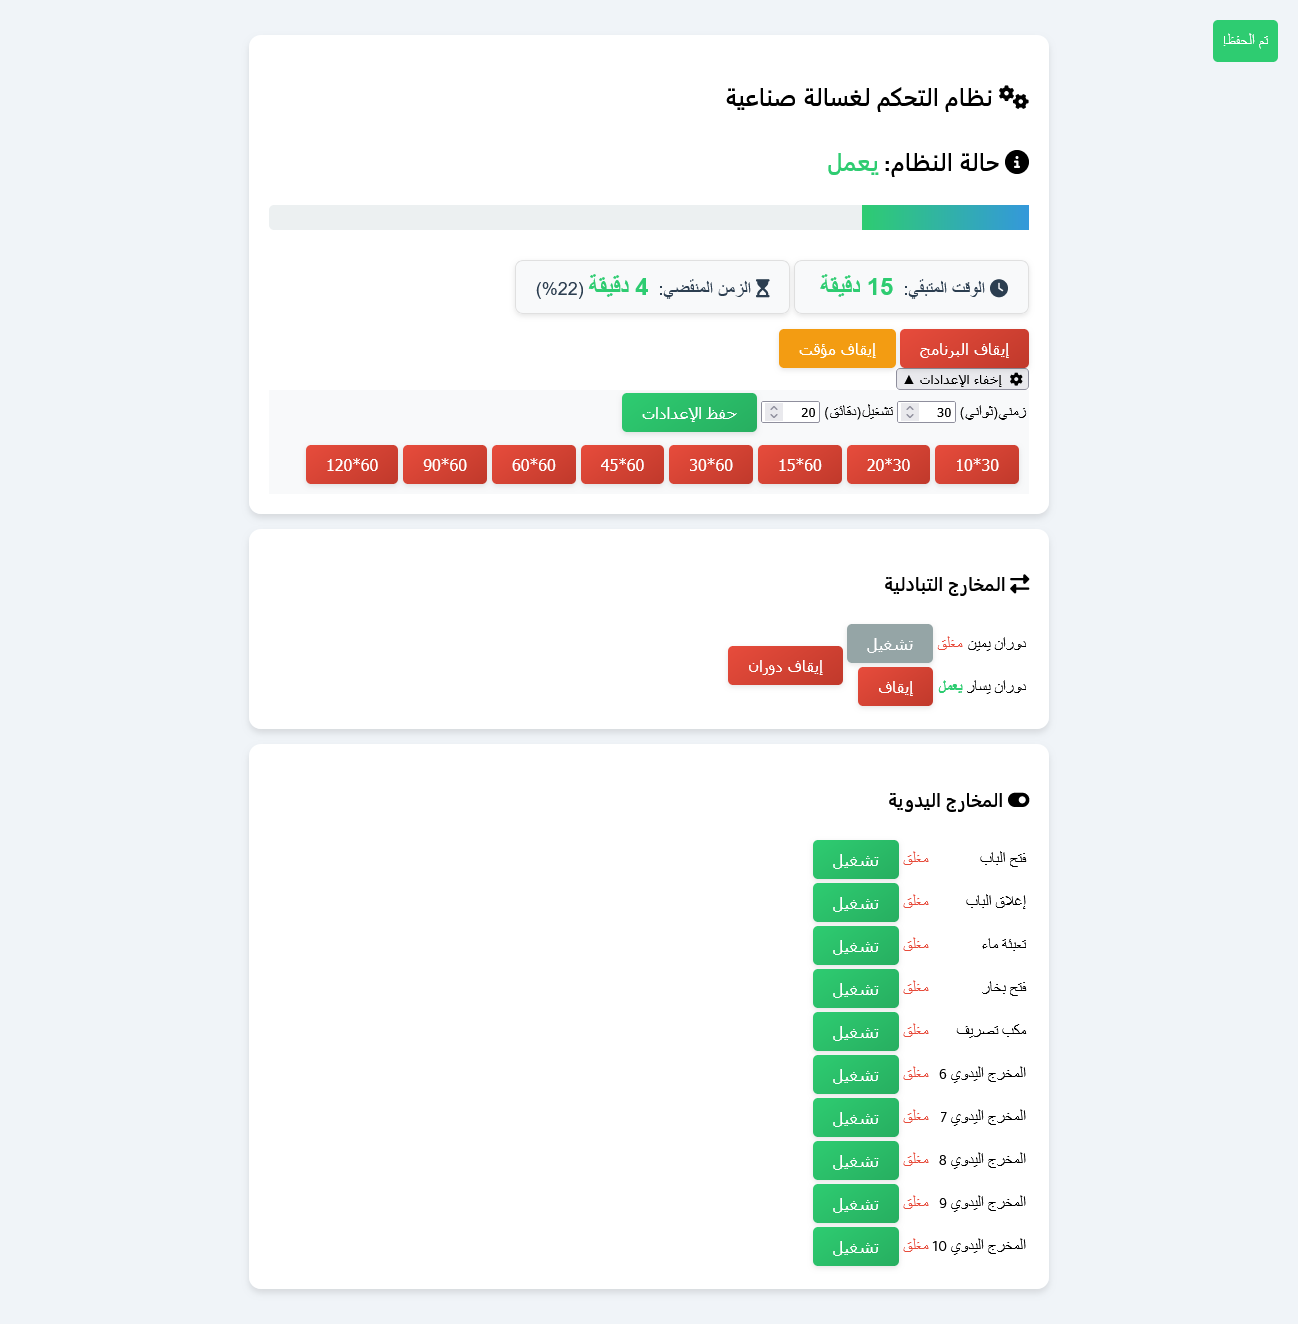 تم الحفظ!
نظام التحكم لغسالة صناعية
حالة النظام: يعمل
الوقت المتبقي: 15 دقيقة
الزمن المنقضي: 4 دقيقة (22%)
إيقاف البرنامج
إيقاف مؤقت
إخفاء الإعدادات ▲
زمني(ثواني) 30 تشغيل(دقائق) 20 حفظ الإعدادات
10*30 20*30 15*60 30*60 45*60 60*60 90*60 120*60
المخارج التبادلية
دوران يمين مغلق تشغيل
إيقاف دوران
دوران يسار يعمل إيقاف
المخارج اليدوية
فتح الباب مغلق تشغيل
إغلاق الباب مغلق تشغيل
تعبئة ماء مغلق تشغيل
فتح بخار مغلق تشغيل
مكب تصريف مغلق تشغيل
المخرج اليدوي 6 مغلق تشغيل
المخرج اليدوي 7 مغلق تشغيل
المخرج اليدوي 8 مغلق تشغيل
المخرج اليدوي 9 مغلق تشغيل
المخرج اليدوي 10 مغلق تشغيل